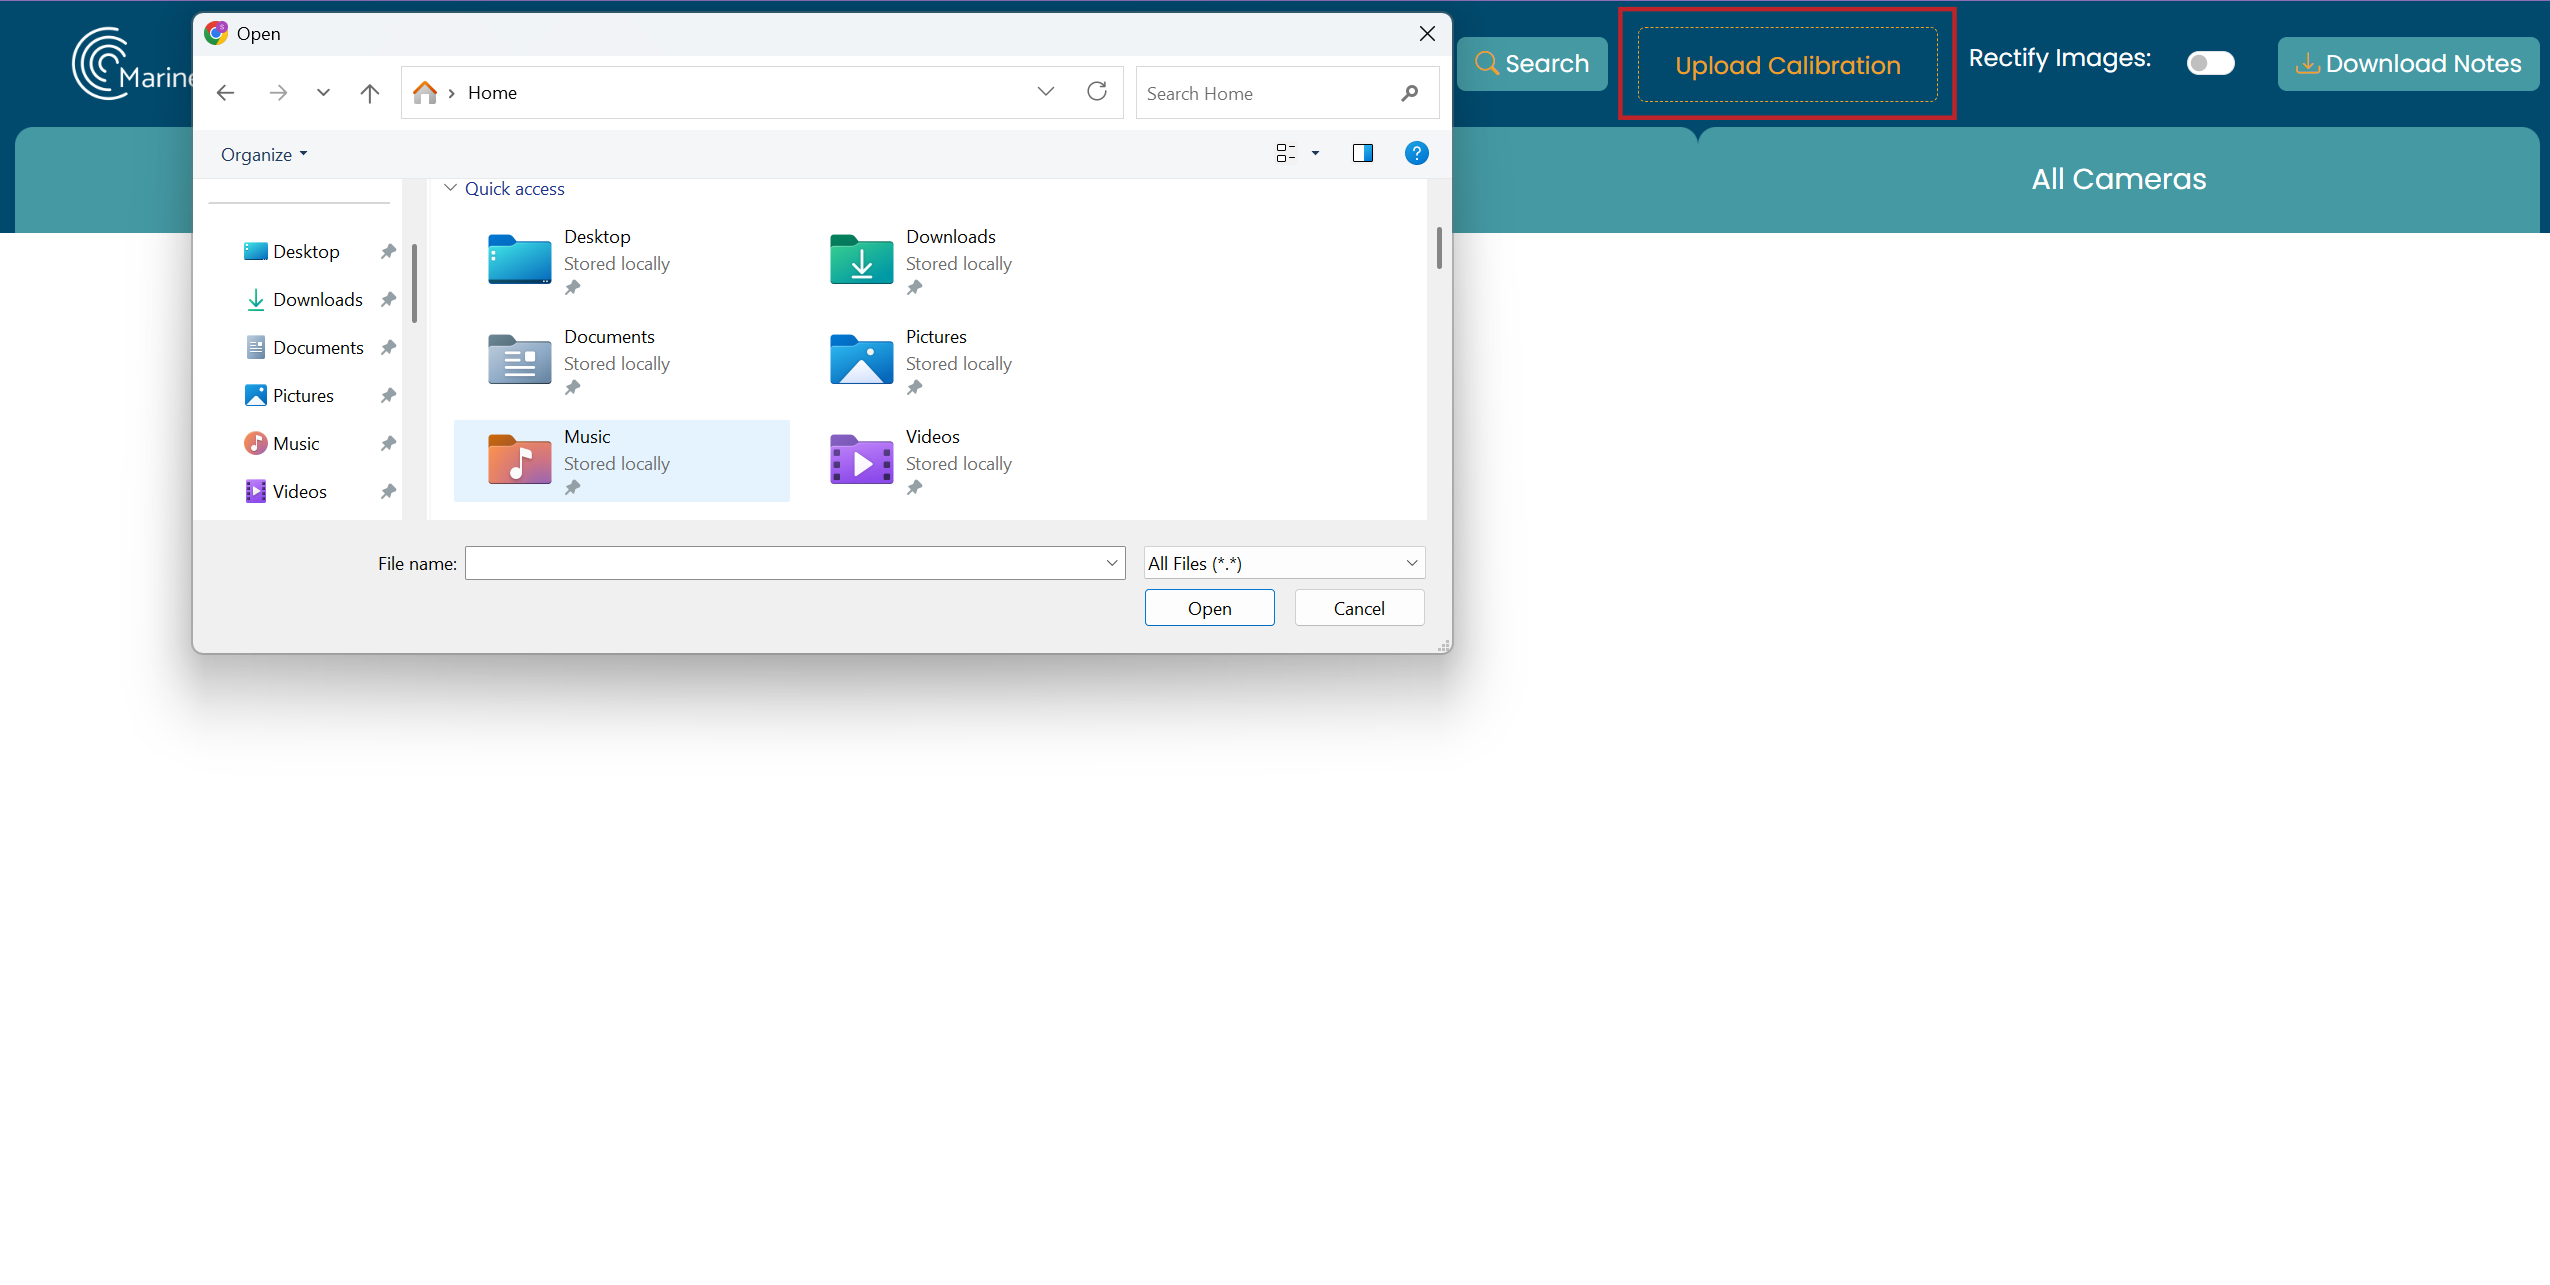 Marine
Open
Home
Search Home
Search
Upload Calibration
Rectify Images:
Download Notes
Organize
All Cameras
Quick access
Desktop
Downloads
Documents
Pictures
Music
Videos
Desktop
Stored locally
Downloads
Stored locally
Documents
Stored locally
Pictures
Stored locally
Music
Stored locally
Videos
Stored locally
File name:
All Files (*.*)
Open
Cancel